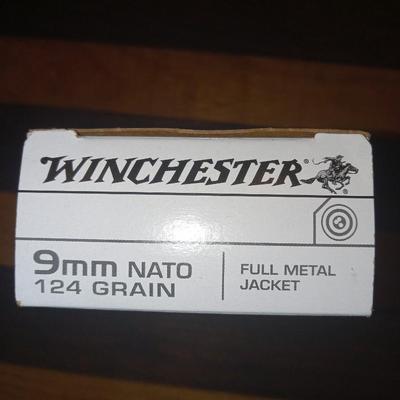 WINCHESTER
9mm NATO
124 GRAIN
FULL METAL
JACKET